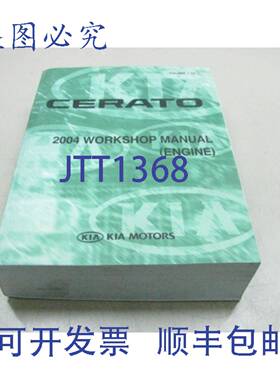 盗图必究
KIA
CERATO
2004 WORKSHOP MANUAL
(ENGINE)
JTT1368
KIA
KIA KIA MOTORS
可开发票 顺丰包邮